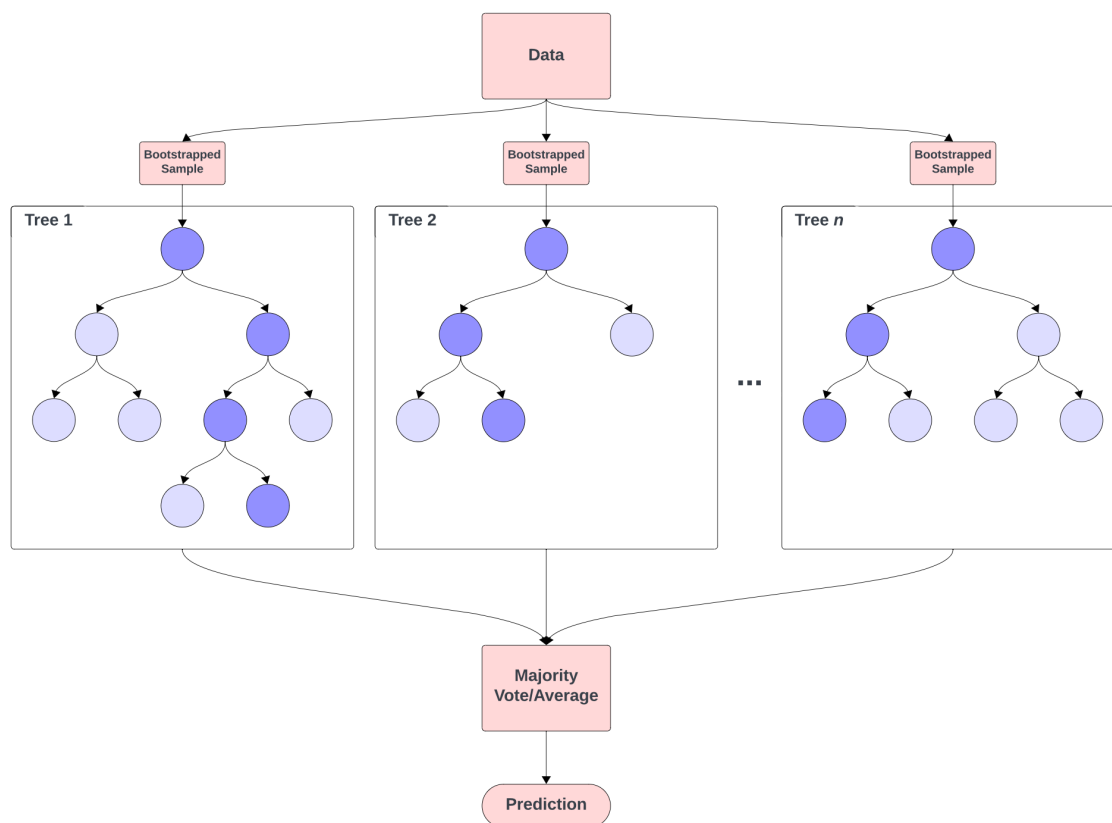 Data
Bootstrapped
Sample
Bootstrapped
Sample
Bootstrapped
Sample
Tree 1
Tree 2
Tree n
...
Majority
Vote/Average
Prediction